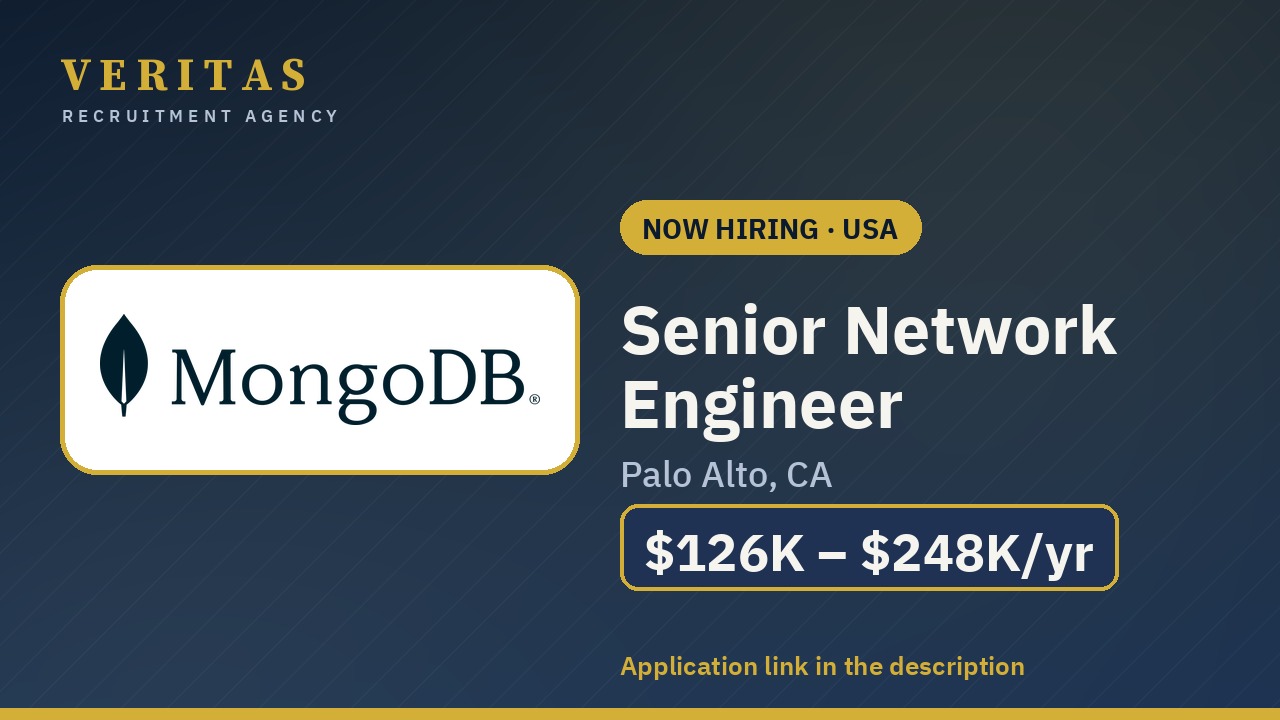 VERITAS
RECRUITMENT AGENCY
NOW HIRING · USA
MongoDB®
Senior Network
Engineer
Palo Alto, CA
$126K – $248K/yr
Application link in the description